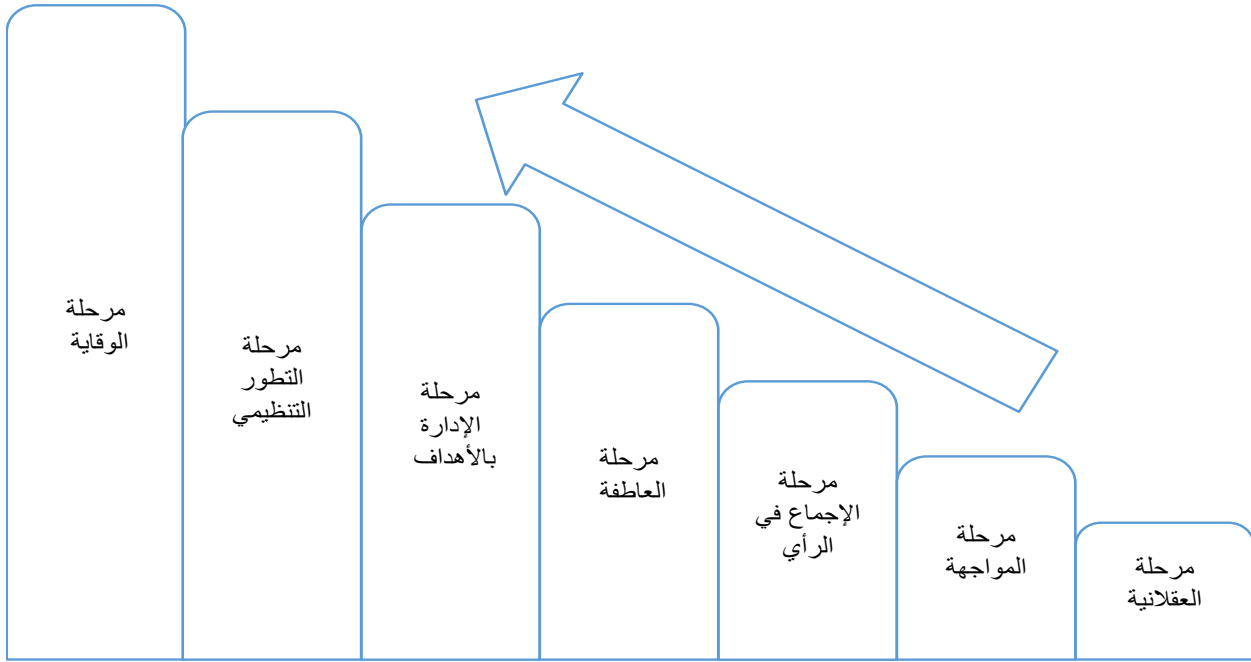 مرحلة
العقلانية
مرحلة
المواجهة
مرحلة
الإجماع في
الرأي
مرحلة
العاطفة
مرحلة
الإدارة
بالأهداف
مرحلة
التطور
التنظيمي
مرحلة
الوقاية